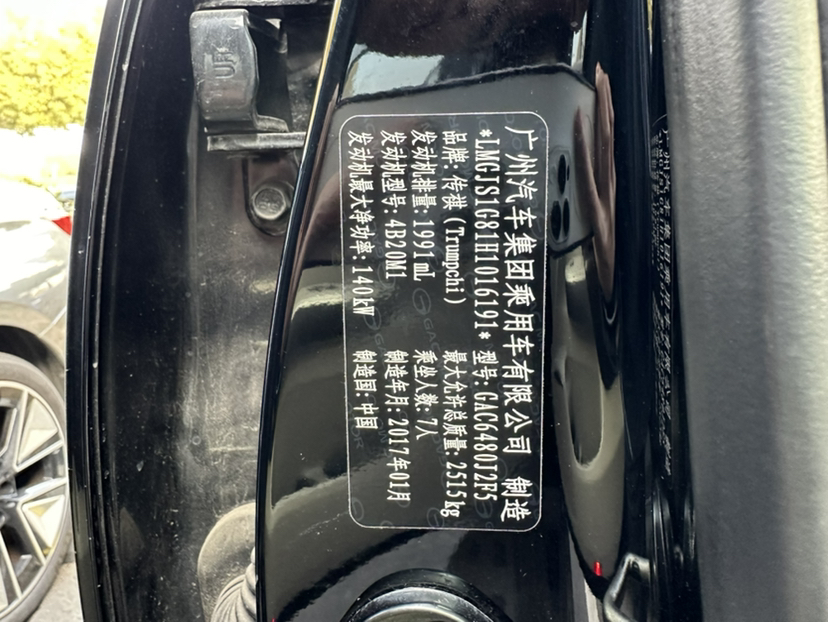 广州汽车集团乘用车有限公司 制造
*LMGJS1G81H1016191* 型号:GAC6480J2F5
品牌:传祺(Trumpchi) 最大允许总质量:2515kg
发动机排量:1991mL 乘坐人数:7人
发动机型号:4B20M1 制造年月:2017年01月
发动机最大净功率:140kW 制造国:中国